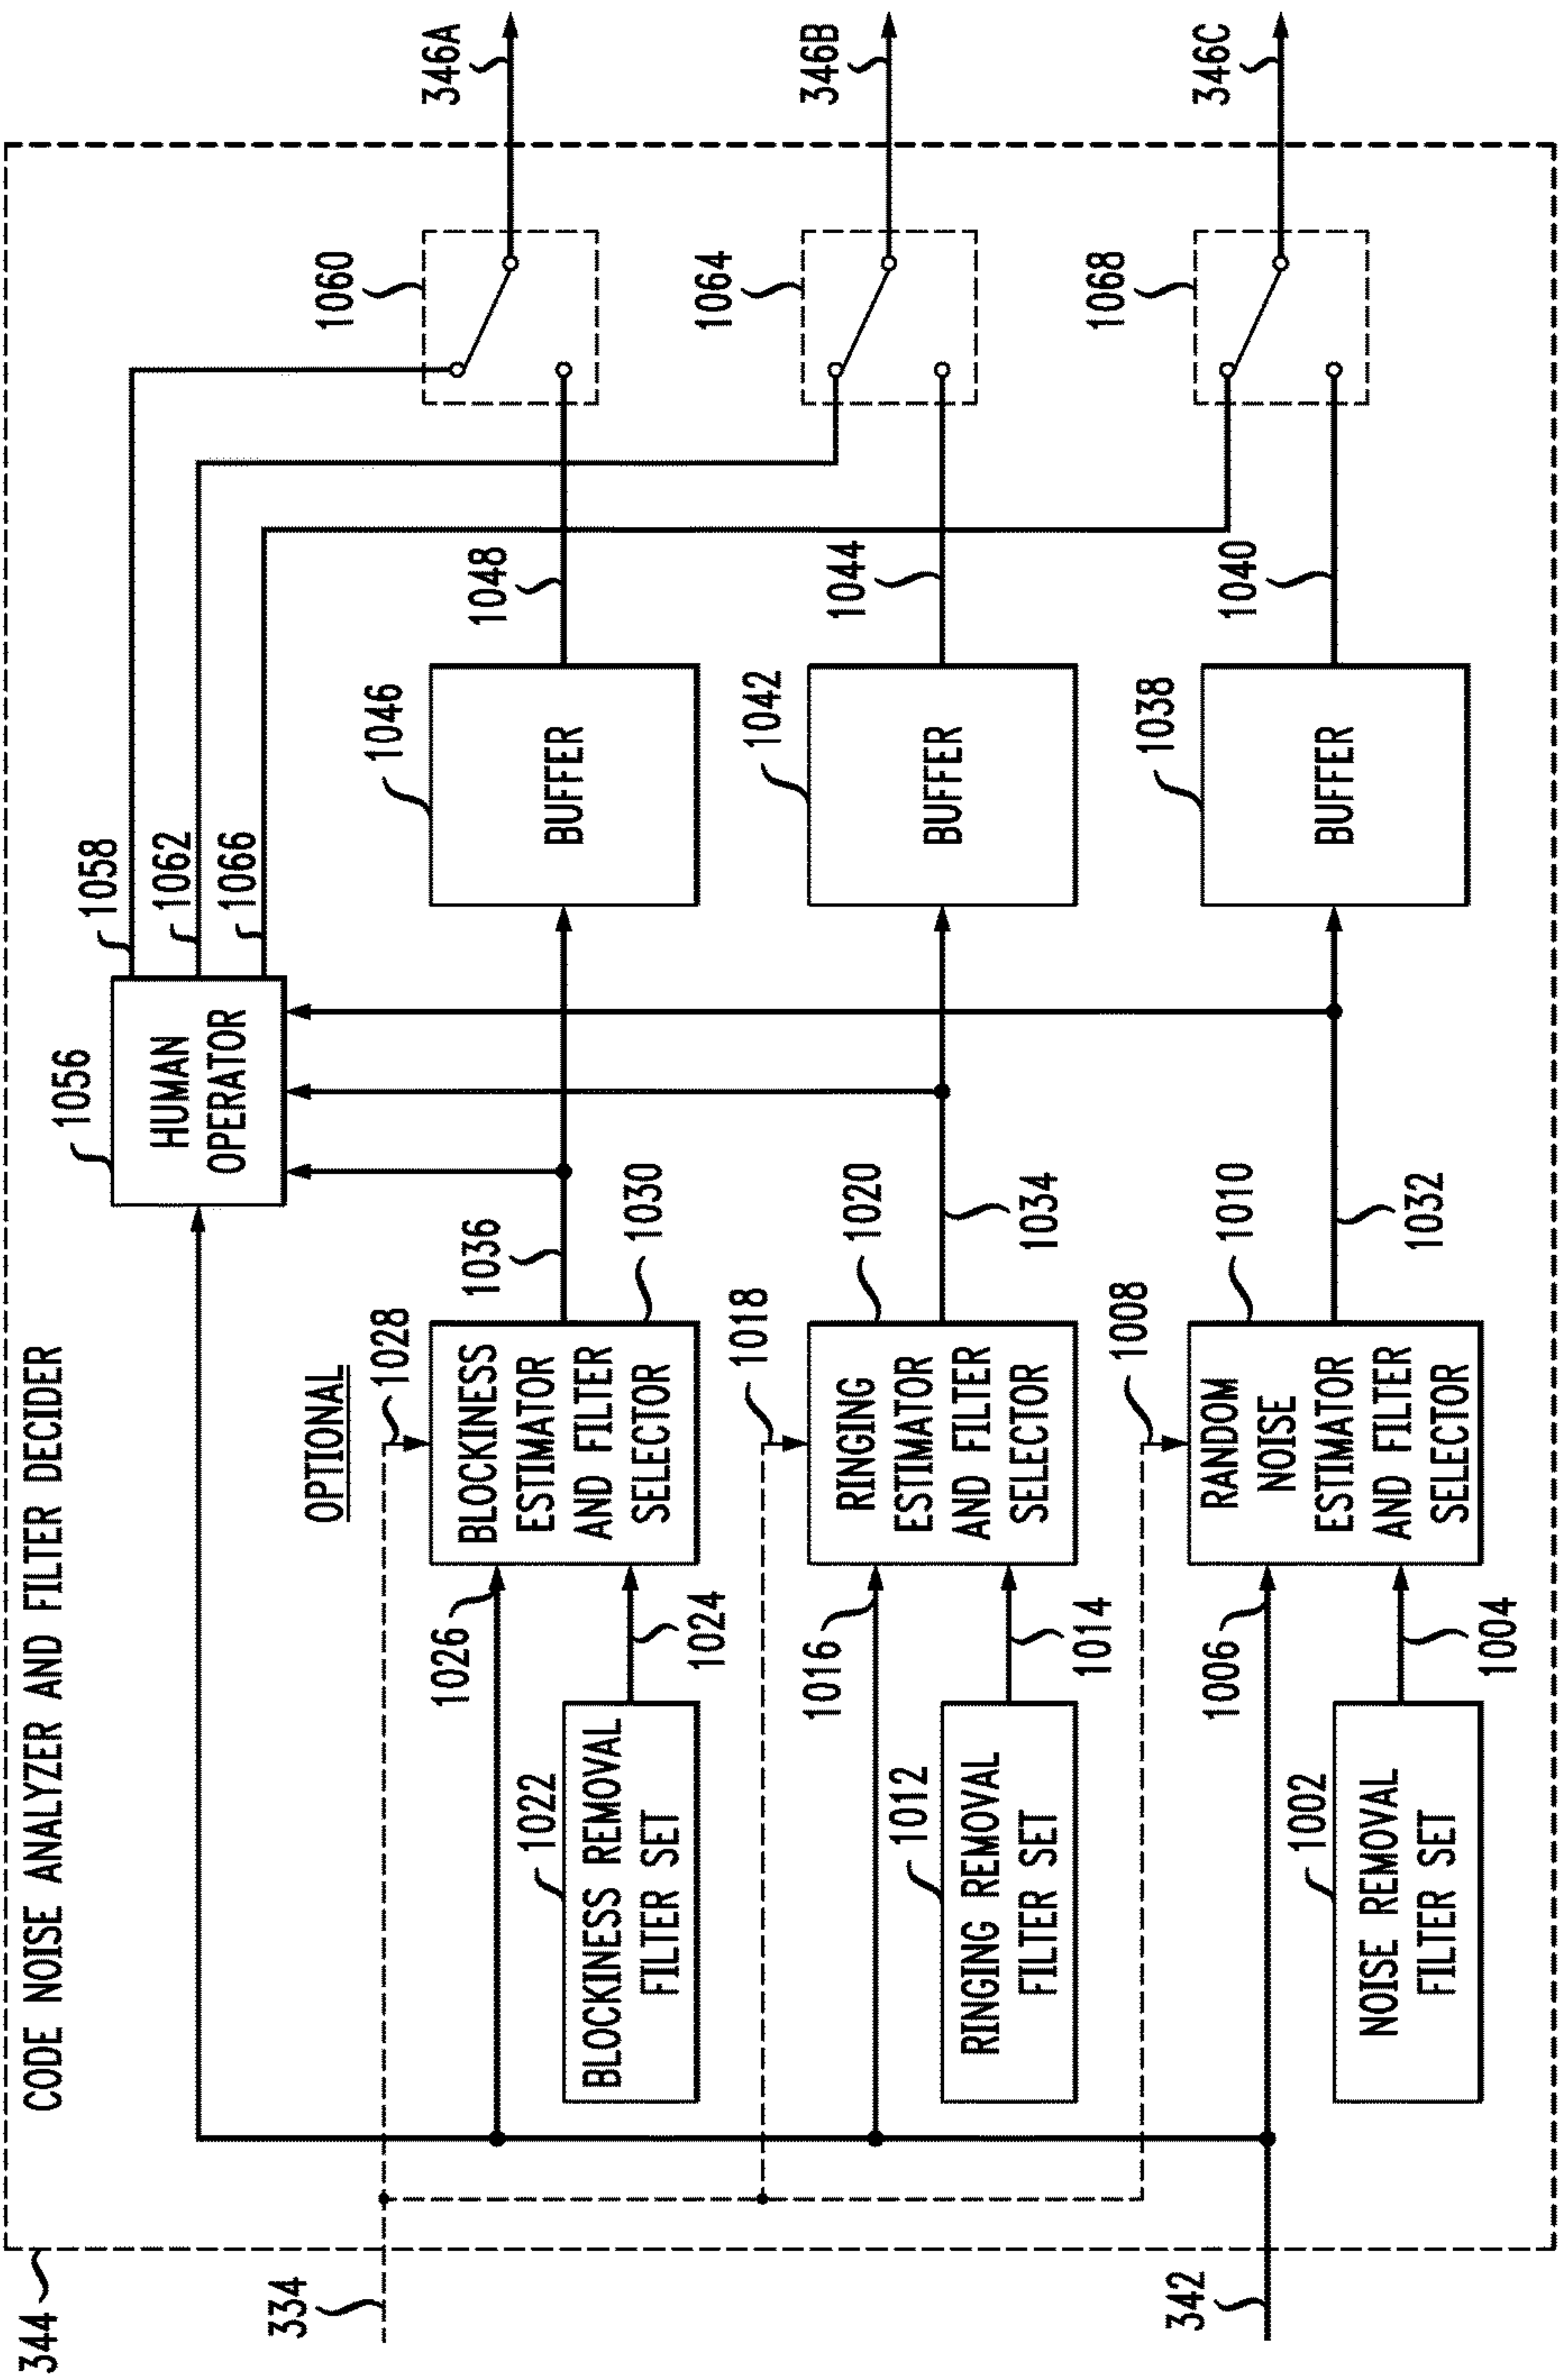 344
CODE NOISE ANALYZER AND FILTER DECIDER
1056
HUMAN
OPERATOR
1058
1062
1066
334
OPTIONAL
1028
1022
BLOCKINESS REMOVAL
FILTER SET
1026
1024
BLOCKINESS
ESTIMATOR
AND FILTER
SELECTOR
1036
1030
1046
BUFFER
1048
1060
346A
1018
1012
RINGING REMOVAL
FILTER SET
1016
1014
RINGING
ESTIMATOR
AND FILTER
SELECTOR
1020
1034
1042
BUFFER
1044
1064
346B
1008
342
1002
NOISE REMOVAL
FILTER SET
1006
1004
RANDOM
NOISE
ESTIMATOR
AND FILTER
SELECTOR
1010
1032
1038
BUFFER
1040
1068
346C